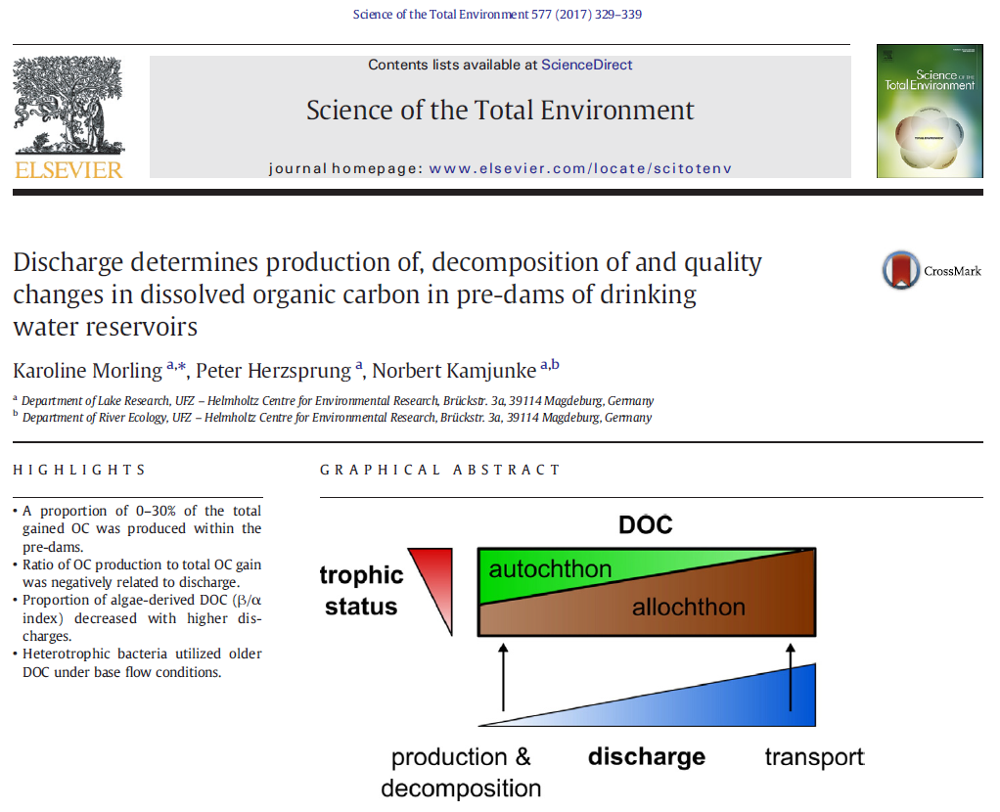 Science of the Total Environment 577 (2017) 329–339
Contents lists available at ScienceDirect
Science of the Total Environment
journal homepage: www.elsevier.com/locate/scitotenv
ELSEVIER
Science OF THE
Total Environment
TOTAL ENVIRONMENT
Discharge determines production of, decomposition of and quality
changes in dissolved organic carbon in pre-dams of drinking
water reservoirs
CrossMark
Karoline Morling a,*, Peter Herzsprung a, Norbert Kamjunke a,b
a Department of Lake Research, UFZ – Helmholtz Centre for Environmental Research, Brückstr. 3a, 39114 Magdeburg, Germany
b Department of River Ecology, UFZ – Helmholtz Centre for Environmental Research, Brückstr. 3a, 39114 Magdeburg, Germany
HIGHLIGHTS
• A proportion of 0–30% of the total
gained OC was produced within the
pre-dams.
• Ratio of OC production to total OC gain
was negatively related to discharge.
• Proportion of algae-derived DOC (β/α
index) decreased with higher dis-
charges.
• Heterotrophic bacteria utilized older
DOC under base flow conditions.
GRAPHICAL ABSTRACT
DOC
trophic
status
autochthon
allochthon
production &
decomposition
discharge
transport